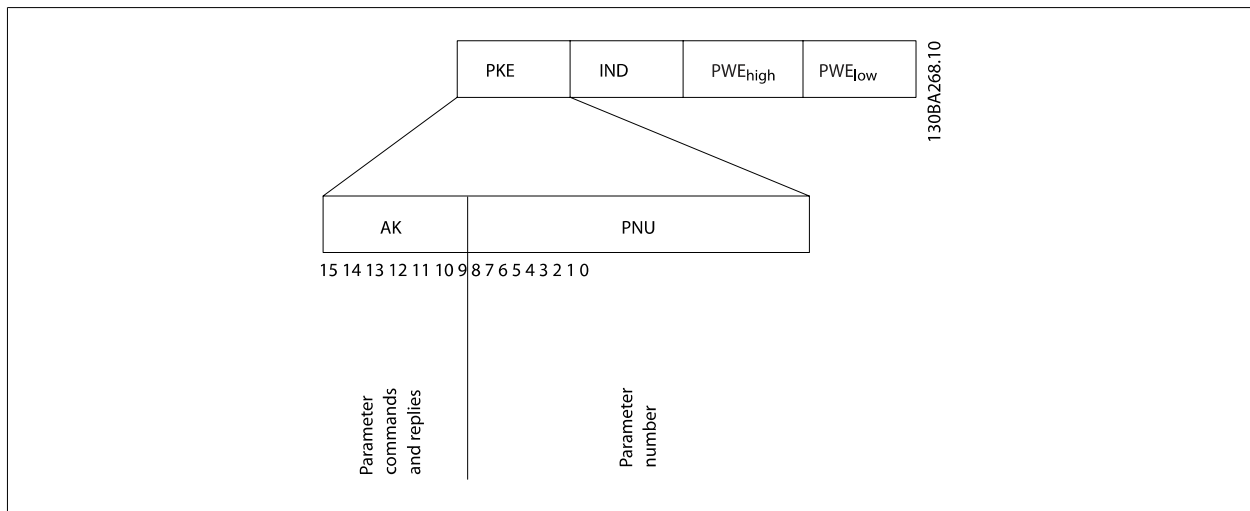 PKE IND PWEhigh PWElow
130BA268.10
AK PNU
15 14 13 12 11 10 9 8 7 6 5 4 3 2 1 0
Parameter
commands
and replies
Parameter
number